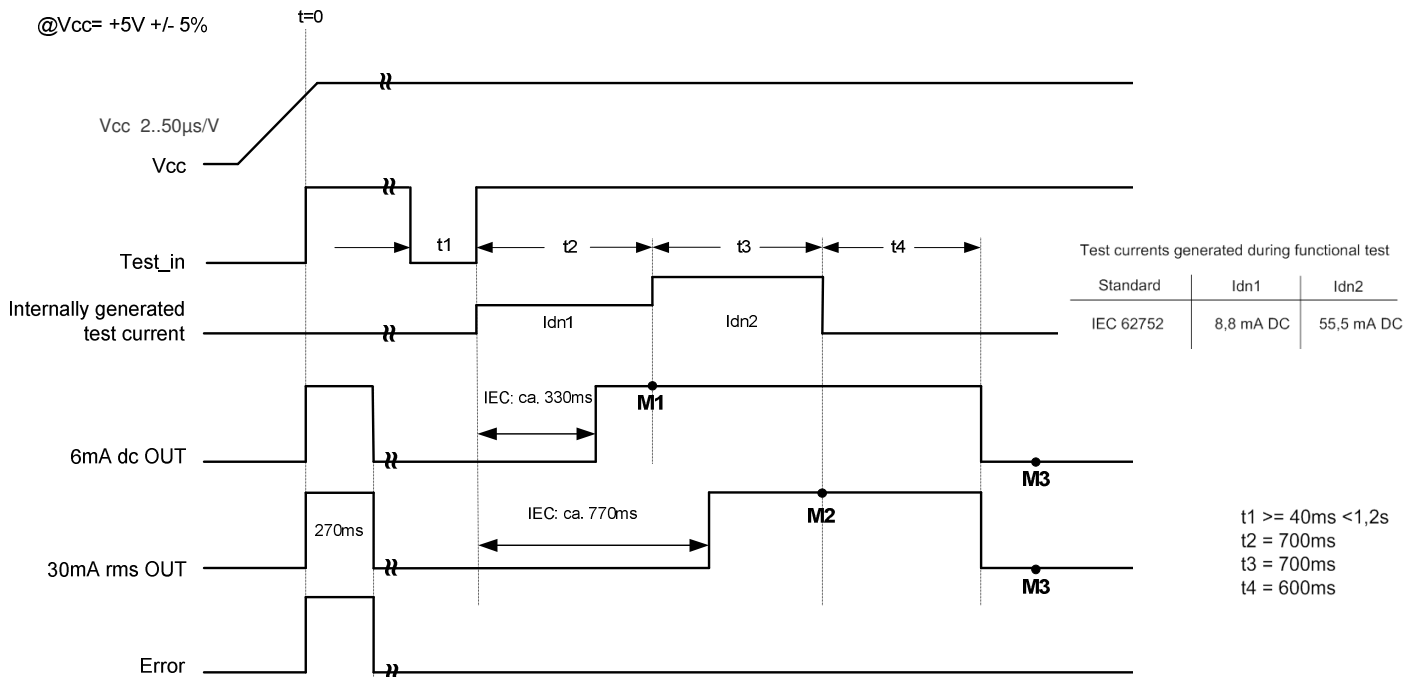 @Vcc= +5V +/- 5%
t=0
Vcc 2..50µs/V
Vcc
Test_in
t1
t2
t3
t4
Internally generated
test current
Idn1
Idn2
Test currents generated during functional test
Standard Idn1 Idn2
IEC 62752 8,8 mA DC 55,5 mA DC
IEC: ca. 330ms
M1
6mA dc OUT
M3
270ms
IEC: ca. 770ms
M2
30mA rms OUT
M3
t1 >= 40ms <1,2s
t2 = 700ms
t3 = 700ms
t4 = 600ms
Error